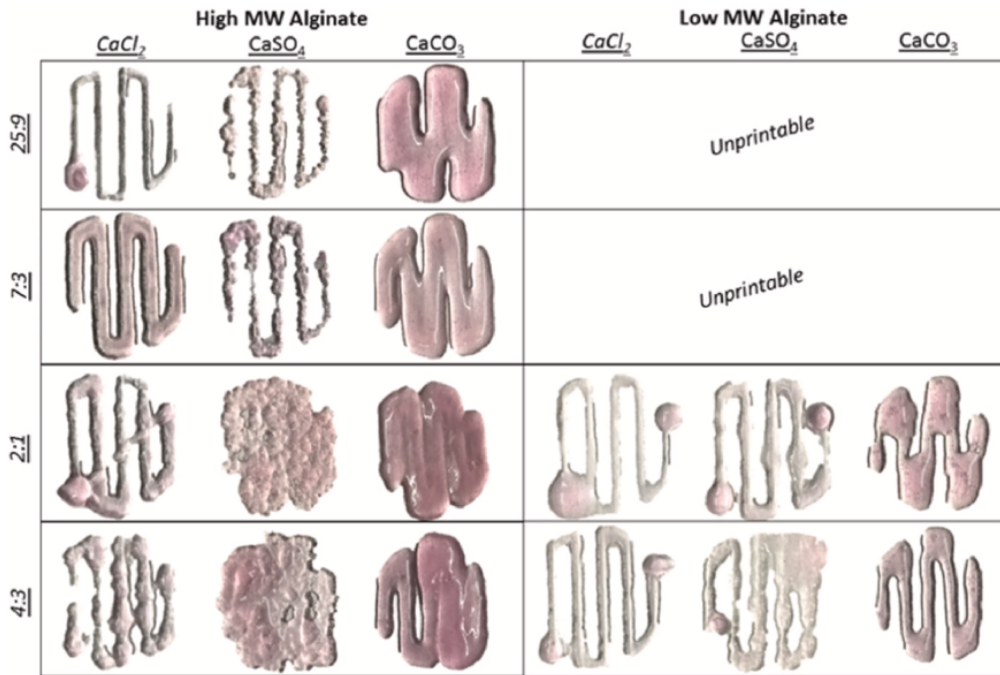 High MW Alginate Low MW Alginate
CaCl₂ CaSO₄ CaCO₃ CaCl₂ CaSO₄ CaCO₃
25:9
Unprintable
7:3
Unprintable
2:1
4:3